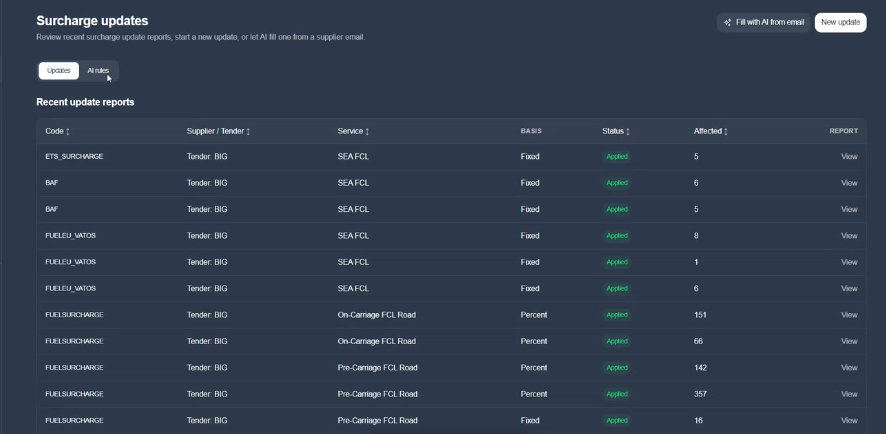 Surcharge updates
Fill with AI from email
New update
Review recent surcharge update reports, start a new update, or let AI fill one from a supplier email.
Updates
AI rules
Recent update reports
Code Supplier / Tender Service BASIS Status Affected REPORT
ETS_SURCHARGE Tender: BIG SEA FCL Fixed Applied 5 View
BAF Tender: BIG SEA FCL Fixed Applied 6 View
BAF Tender: BIG SEA FCL Fixed Applied 5 View
FUELEU_VATOS Tender: BIG SEA FCL Fixed Applied 8 View
FUELEU_VATOS Tender: BIG SEA FCL Fixed Applied 1 View
FUELEU_VATOS Tender: BIG SEA FCL Fixed Applied 6 View
FUELSURCHARGE Tender: BIG On-Carriage FCL Road Percent Applied 151 View
FUELSURCHARGE Tender: BIG On-Carriage FCL Road Percent Applied 66 View
FUELSURCHARGE Tender: BIG Pre-Carriage FCL Road Percent Applied 142 View
FUELSURCHARGE Tender: BIG Pre-Carriage FCL Road Percent Applied 357 View
FUELSURCHARGE Tender: BIG Pre-Carriage FCL Road Fixed Applied 16 View